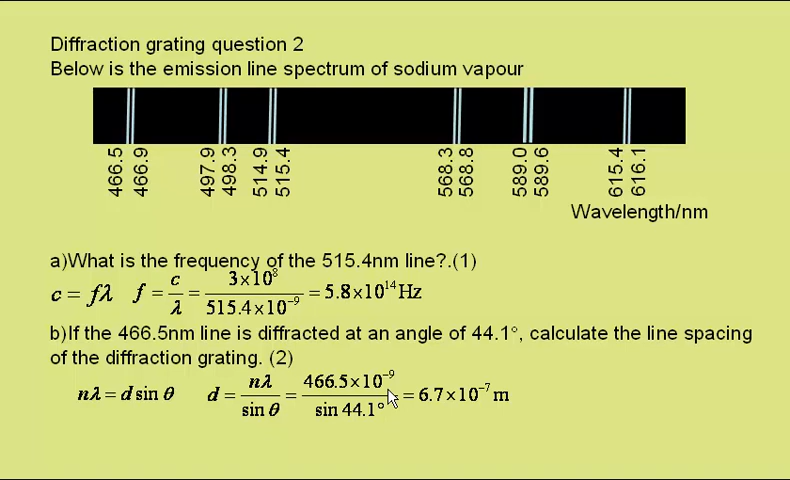 Diffraction grating question 2
Below is the emission line spectrum of sodium vapour
466.5 466.9 497.9 498.3 514.9 515.4 568.3 568.8 589.0 589.6 615.4 616.1
Wavelength/nm
a)What is the frequency of the 515.4nm line?.(1)
c = fλ f = c/λ = 3×10⁸/515.4×10⁻⁹ = 5.8×10¹⁴Hz
b)If the 466.5nm line is diffracted at an angle of 44.1°, calculate the line spacing
of the diffraction grating. (2)
nλ = d sin θ d = nλ/sin θ = 466.5×10⁻⁹/sin 44.1° = 6.7×10⁻⁷m